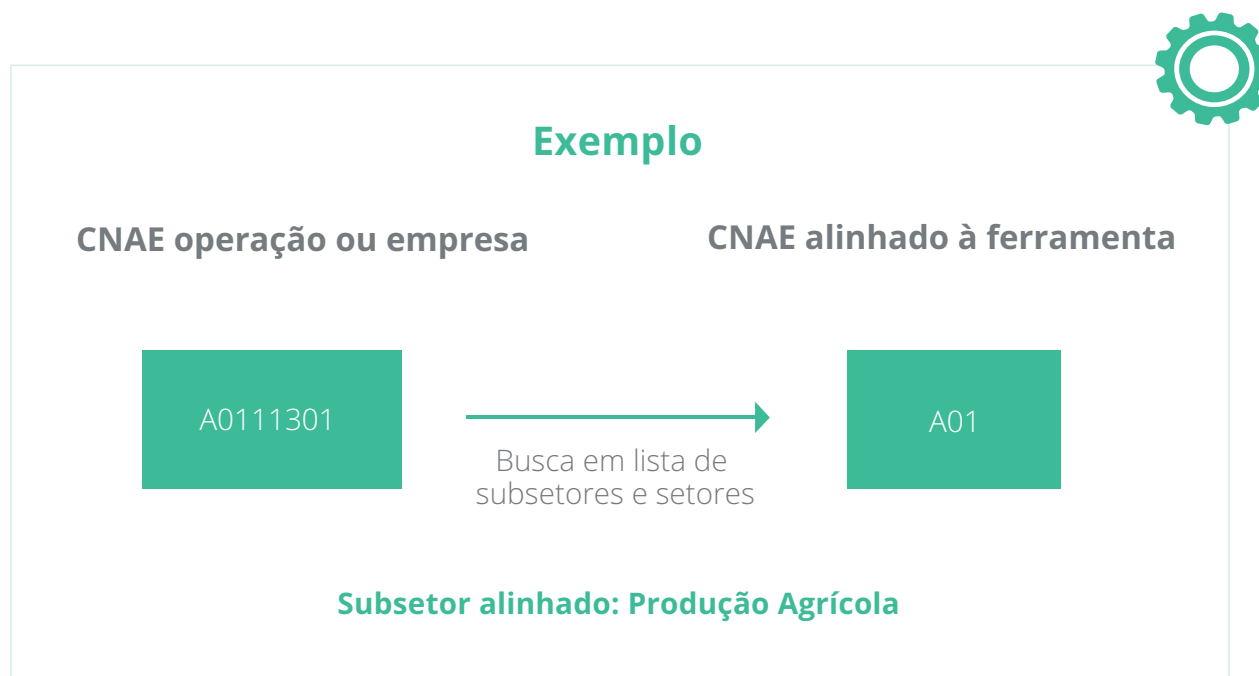 Exemplo
CNAE operação ou empresa
CNAE alinhado à ferramenta
A0111301
Busca em lista de
subsetores e setores
A01
Subsetor alinhado: Produção Agrícola